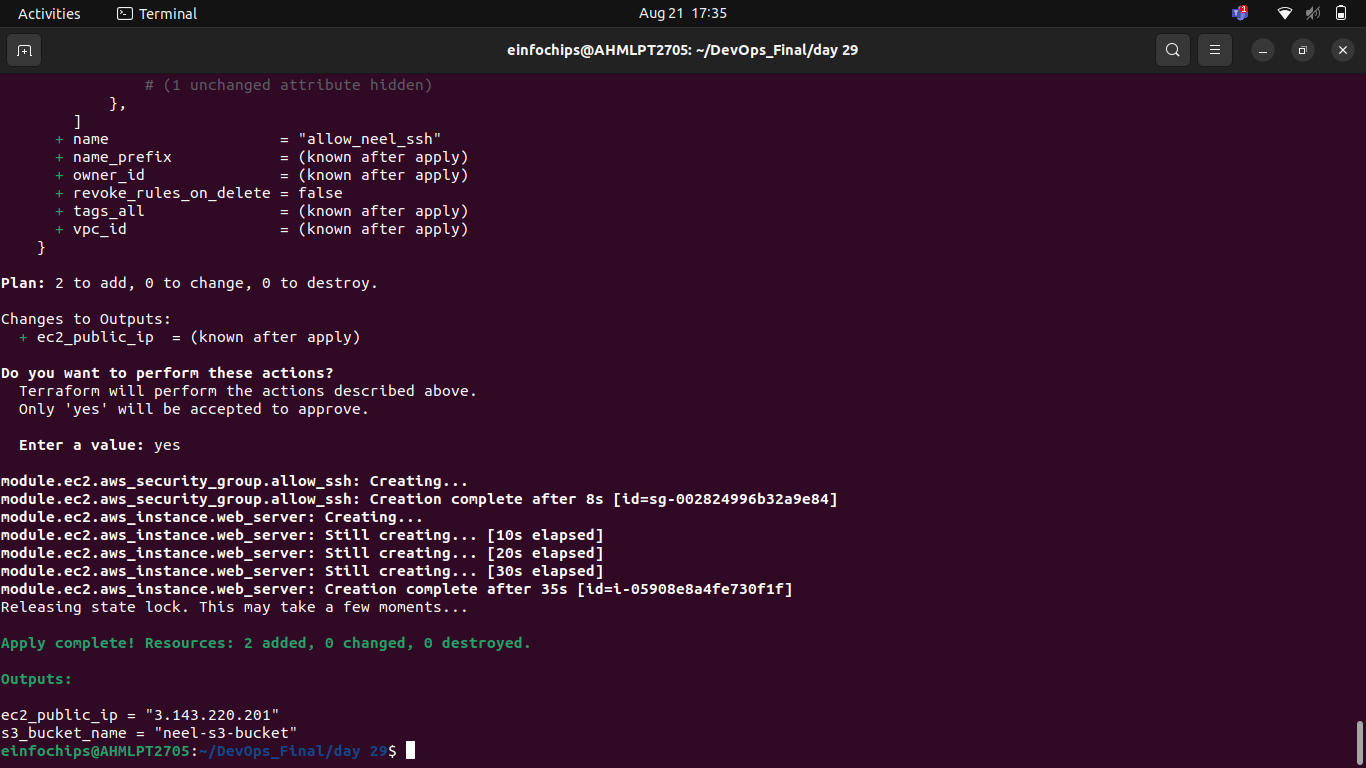 Activities
Terminal
Aug 21 17:35
1
einfochips@AHMLPT2705: ~/DevOps_Final/day 29
# (1 unchanged attribute hidden)
},
]
+ name                   = "allow_neel_ssh"
+ name_prefix            = (known after apply)
+ owner_id               = (known after apply)
+ revoke_rules_on_delete = false
+ tags_all               = (known after apply)
+ vpc_id                 = (known after apply)
}
Plan: 2 to add, 0 to change, 0 to destroy.
Changes to Outputs:
+ ec2_public_ip  = (known after apply)
Do you want to perform these actions?
Terraform will perform the actions described above.
Only 'yes' will be accepted to approve.
Enter a value: yes
module.ec2.aws_security_group.allow_ssh: Creating...
module.ec2.aws_security_group.allow_ssh: Creation complete after 8s [id=sg-002824996b32a9e84]
module.ec2.aws_instance.web_server: Creating...
module.ec2.aws_instance.web_server: Still creating... [10s elapsed]
module.ec2.aws_instance.web_server: Still creating... [20s elapsed]
module.ec2.aws_instance.web_server: Still creating... [30s elapsed]
module.ec2.aws_instance.web_server: Creation complete after 35s [id=i-05908e8a4fe730f1f]
Releasing state lock. This may take a few moments...
Apply complete! Resources: 2 added, 0 changed, 0 destroyed.
Outputs:
ec2_public_ip = "3.143.220.201"
s3_bucket_name = "neel-s3-bucket"
einfochips@AHMLPT2705:~/DevOps_Final/day 29$